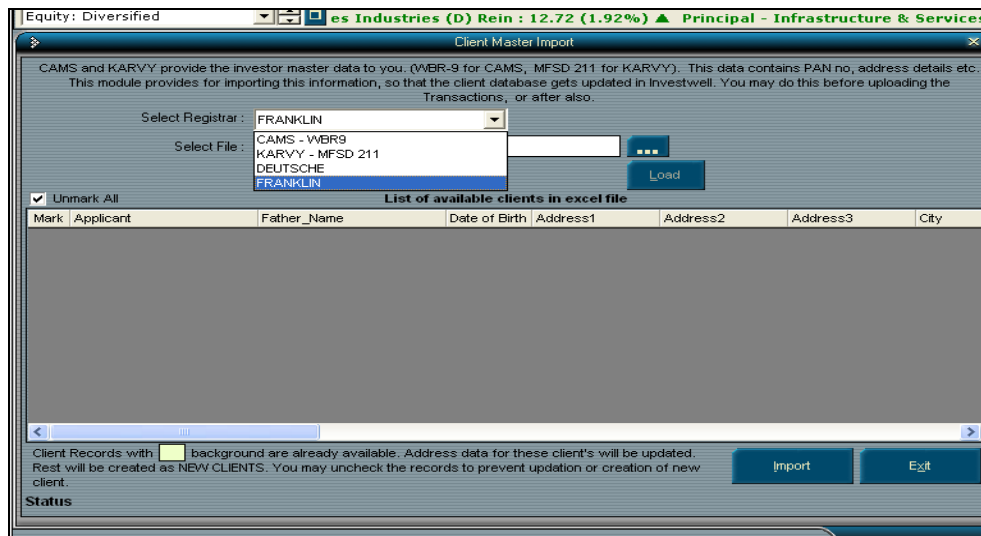 Equity: Diversified es Industries (D) Rein : 12.72 (1.92%) ▲ Principal - Infrastructure & Services
Client Master Import
CAMS and KARVY provide the investor master data to you. (WBR-9 for CAMS, MFSD 211 for KARVY). This data contains PAN no, address details etc.
This module provides for importing this information, so that the client database gets updated in Investwell. You may do this before uploading the
Transactions, or after also.
Select Registrar : FRANKLIN
CAMS - WBR9
Select File : ...
KARVY - MFSD 211
DEUTSCHE
FRANKLIN
Load
Unmark All List of available clients in excel file
Mark Applicant Father_Name Date of Birth Address1 Address2 Address3 City
Client Records with background are already available. Address data for these client's will be updated.
Rest will be created as NEW CLIENTS. You may uncheck the records to prevent updation or creation of new
client.
Import Exit
Status